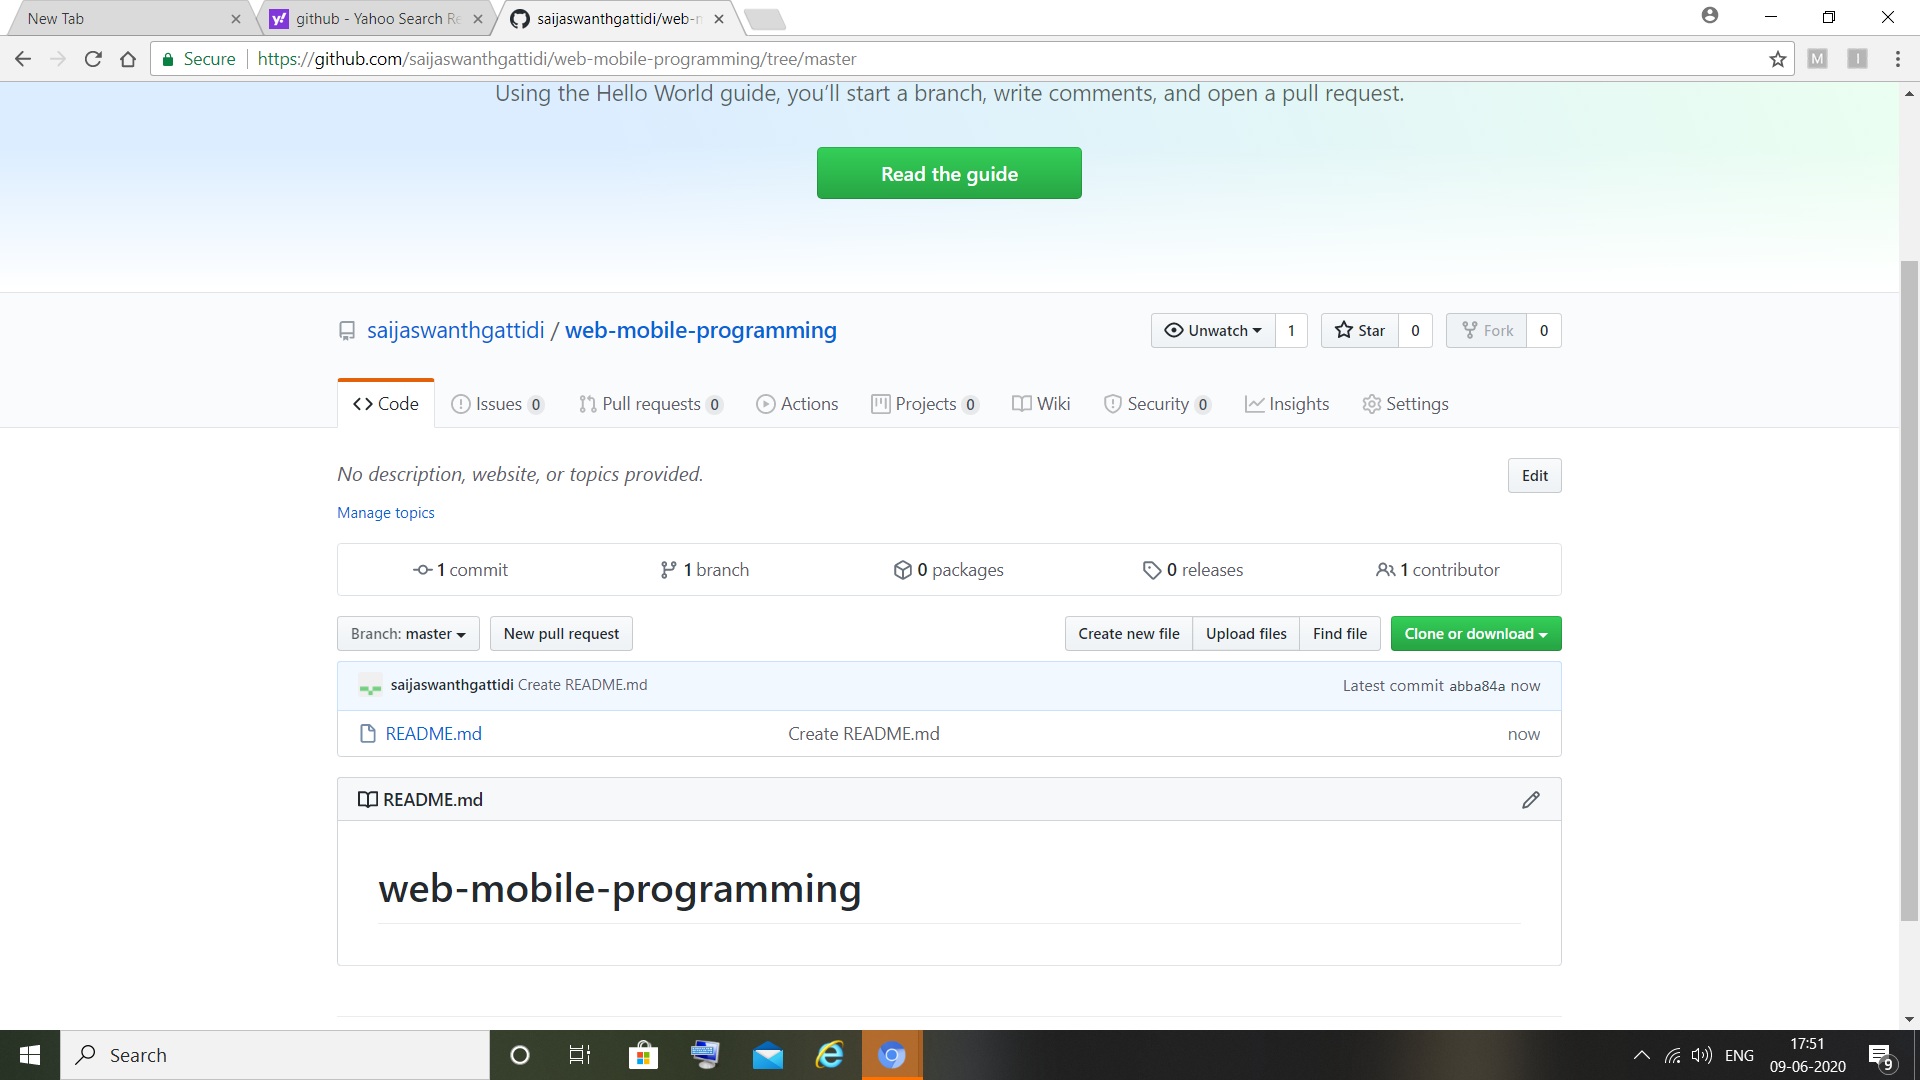 New Tab
github - Yahoo Search Re
saijaswanthgattidi/web-m
Secure https://github.com/saijaswanthgattidi/web-mobile-programming/tree/master
M
I
Using the Hello World guide, you’ll start a branch, write comments, and open a pull request.
Read the guide
saijaswanthgattidi / web-mobile-programming
Unwatch 1 Star 0 Fork 0
Code Issues 0 Pull requests 0 Actions Projects 0 Wiki Security 0 Insights Settings
No description, website, or topics provided.
Edit
Manage topics
1 commit 1 branch 0 packages 0 releases 1 contributor
Branch: master New pull request Create new file Upload files Find file Clone or download
saijaswanthgattidi Create README.md Latest commit abba84a now
README.md Create README.md now
README.md
web-mobile-programming
Search
ENG
17:51
09-06-2020
9